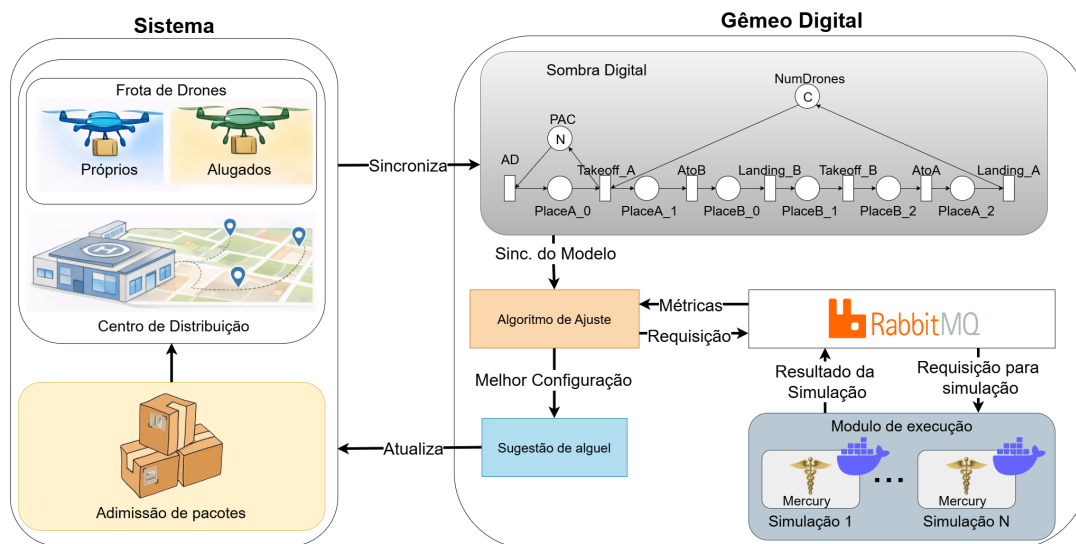 Sistema
Frota de Drones
Próprios
Alugados
Centro de Distribuição
Adimissão de pacotes
Sincroniza
Atualiza
Gêmeo Digital
Sombra Digital
NumDrones
C
PAC
N
AD
Takeoff_A
AtoB
Landing_B
Takeoff_B
AtoA
Landing_A
PlaceA_0
PlaceA_1
PlaceB_0
PlaceB_1
PlaceB_2
PlaceA_2
Sinc. do Modelo
Algoritmo de Ajuste
Métricas
Requisição
RabbitMQ
Melhor Configuração
Resultado da
Simulação
Requisição para
simulação
Sugestão de alguel
Modulo de execução
Mercury
Simulação 1
...
Mercury
Simulação N
H